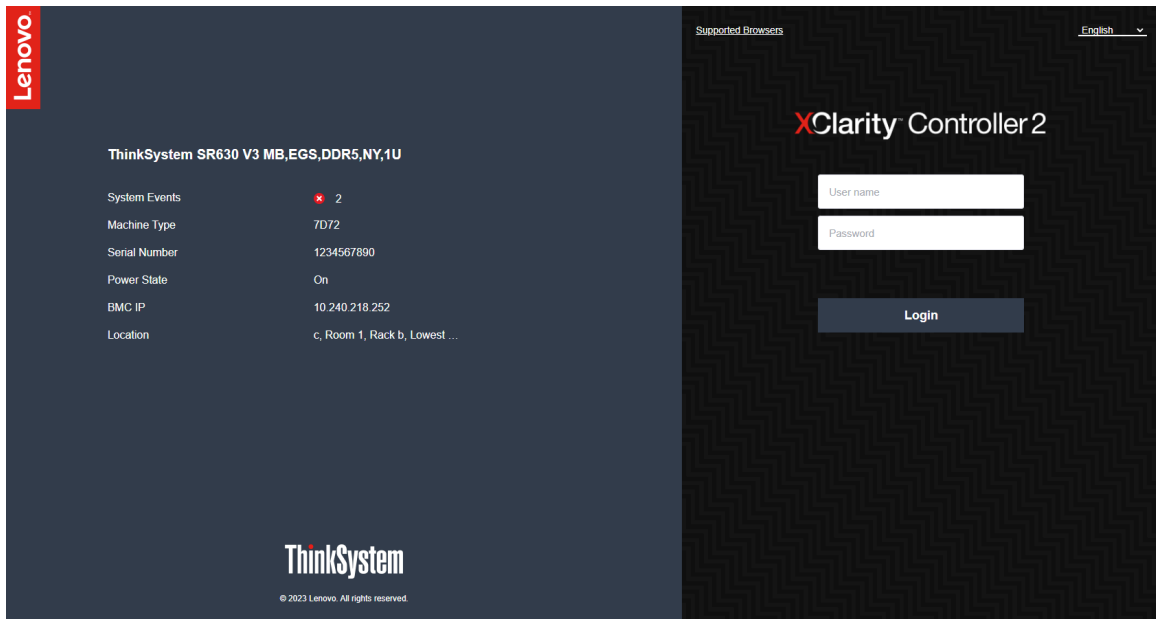 Lenovo
ThinkSystem SR630 V3 MB,EGS,DDR5,NY,1U
System Events 2
Machine Type 7D72
Serial Number 1234567890
Power State On
BMC IP 10.240.218.252
Location c, Room 1, Rack b, Lowest ...
ThinkSystem
© 2023 Lenovo. All rights reserved.
Supported Browsers
English
XClarity™ Controller 2
User name
Password
Login